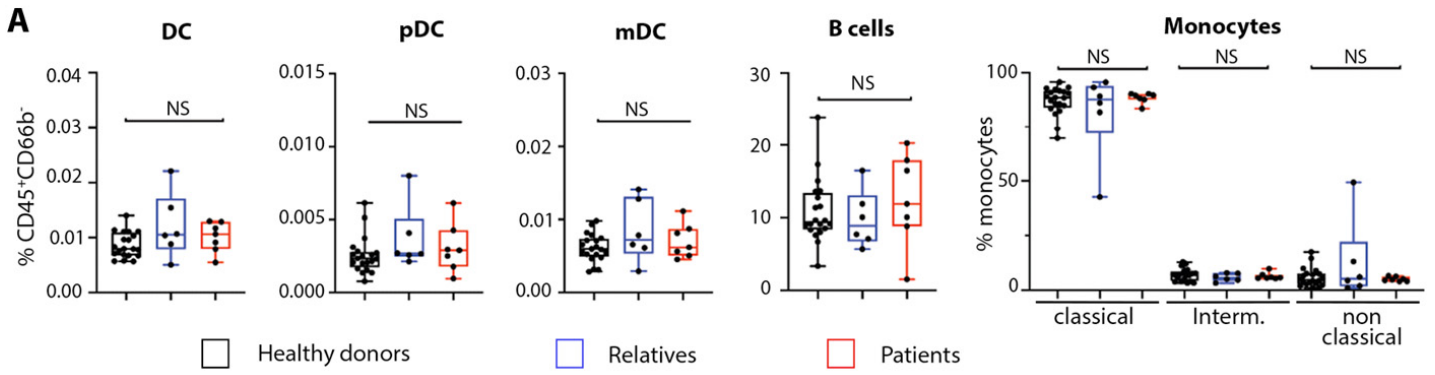 A
DC
pDC
mDC
B cells
Monocytes
% CD45⁺CD66b⁻
0.04
0.03
0.02
0.01
0.00
NS
0.015
0.010
0.005
0.000
NS
0.03
0.02
0.01
0.00
NS
30
20
10
0
NS
% monocytes
100
50
0
NS NS NS
classical Interm. non
classical
Healthy donors Relatives Patients